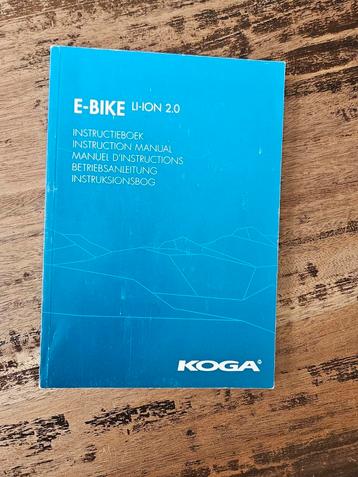 E-BIKE LI-ION 2.0
INSTRUCTIEBOEK
INSTRUCTION MANUAL
MANUEL D'INSTRUCTIONS
BETRIEBSANLEITUNG
INSTRUKSIONSBOG
KOGA